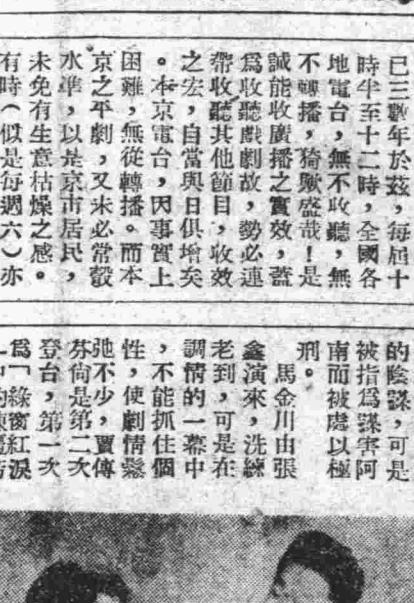 已三數年於茲，每屆十
時半至十二時，全國各
地電台，無不收聽，無
不轉播，猗歟盛哉！是
誠能收廣播之實效，蓋
爲收聽戲劇故，勢必連
帶收聽其他節目，收效
之宏，自當與日俱增矣
。本京電台，因事實上
困難，無從轉播。而本
京之平劇，又未必常彀
水準，以是京市居民，
未免有生意枯燥之感。
有時（似是每週六）亦
的陰謀，可是
被指爲謀害阿
南而被處以極
刑。
馬金川由張
鑫演來，洗練
老到，可是在
調情的一幕中
，不能抓住個
性，使劇情鬆
弛不少，賈傳
芬尙是第二次
登台，第一次
爲「綠窗紅淚